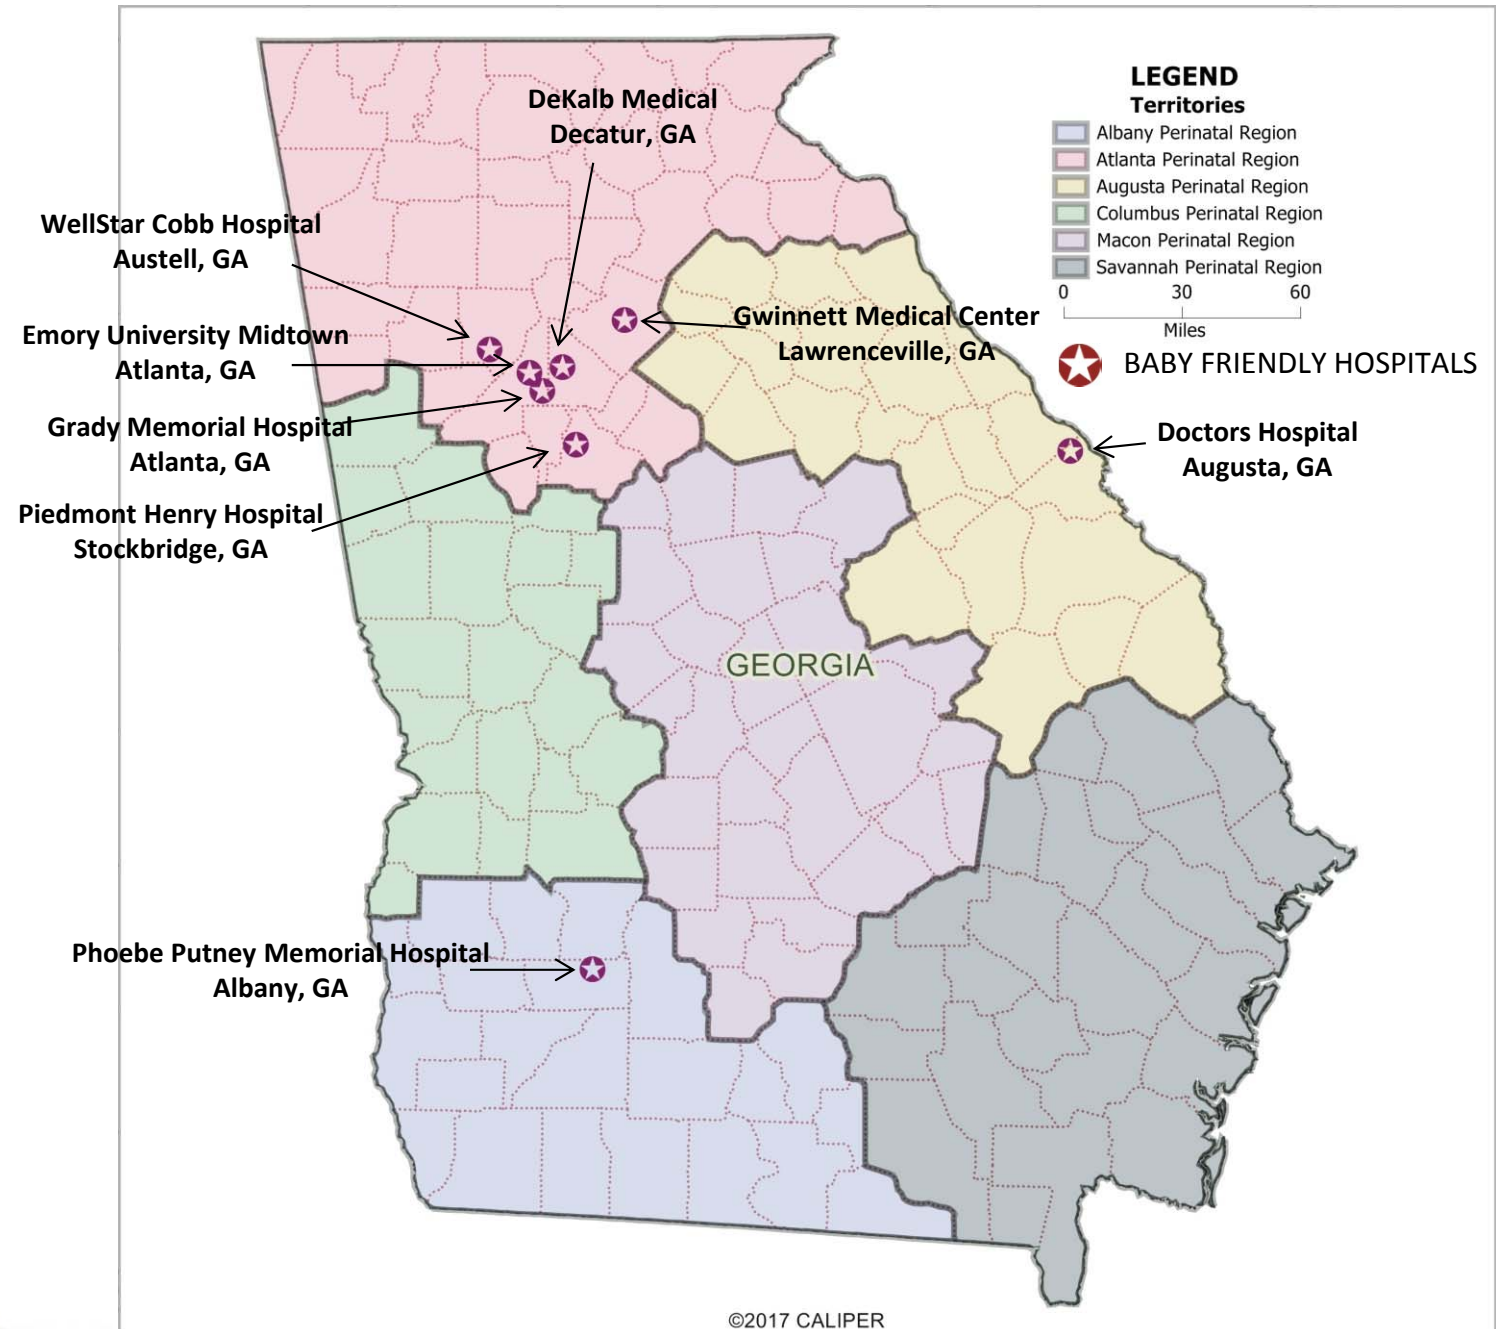 LEGEND
Territories
Albany Perinatal Region
Atlanta Perinatal Region
Augusta Perinatal Region
Columbus Perinatal Region
Macon Perinatal Region
Savannah Perinatal Region
0 30 60
Miles
BABY FRIENDLY HOSPITALS
DeKalb Medical
Decatur, GA
WellStar Cobb Hospital
Austell, GA
Emory University Midtown
Atlanta, GA
Grady Memorial Hospital
Atlanta, GA
Piedmont Henry Hospital
Stockbridge, GA
Gwinnett Medical Center
Lawrenceville, GA
Doctors Hospital
Augusta, GA
GEORGIA
Phoebe Putney Memorial Hospital
Albany, GA
©2017 CALIPER